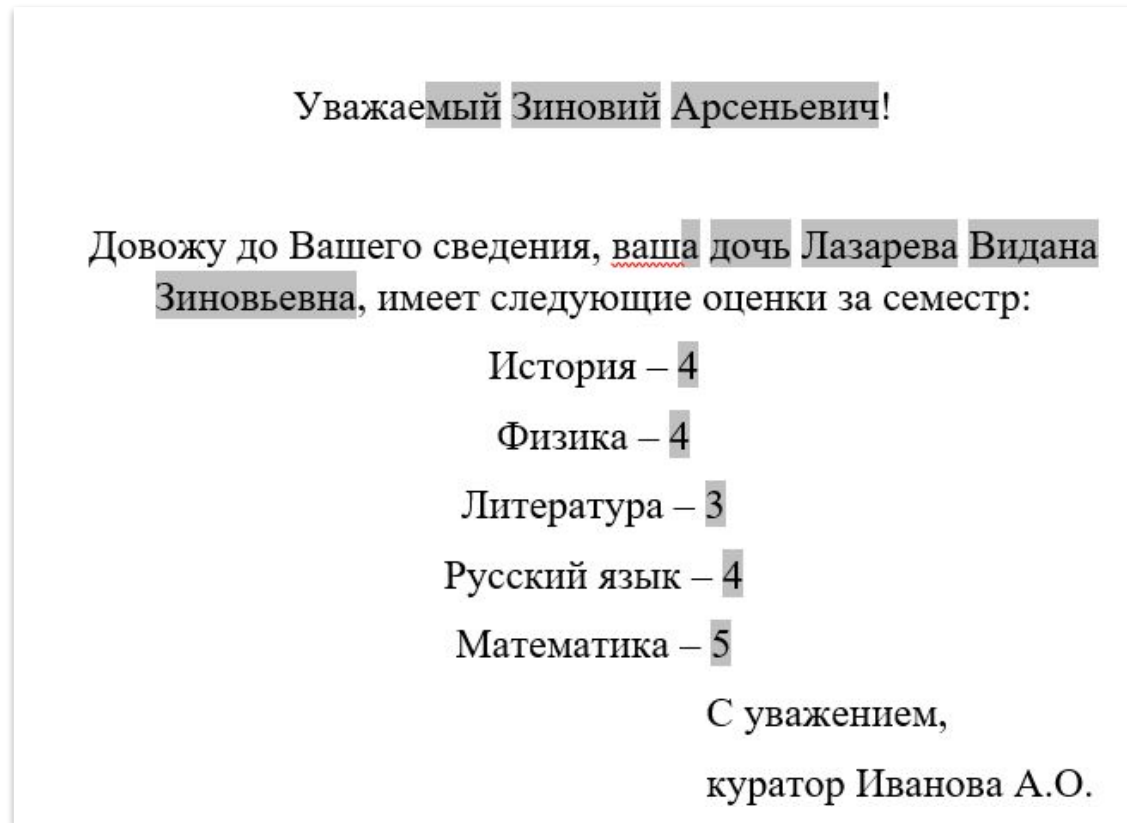 Уважаемый Зиновий Арсеньевич!
Довожу до Вашего сведения, ваша дочь Лазарева Видана
Зиновьевна, имеет следующие оценки за семестр:
История – 4
Физика – 4
Литература – 3
Русский язык – 4
Математика – 5
С уважением,
куратор Иванова А.О.